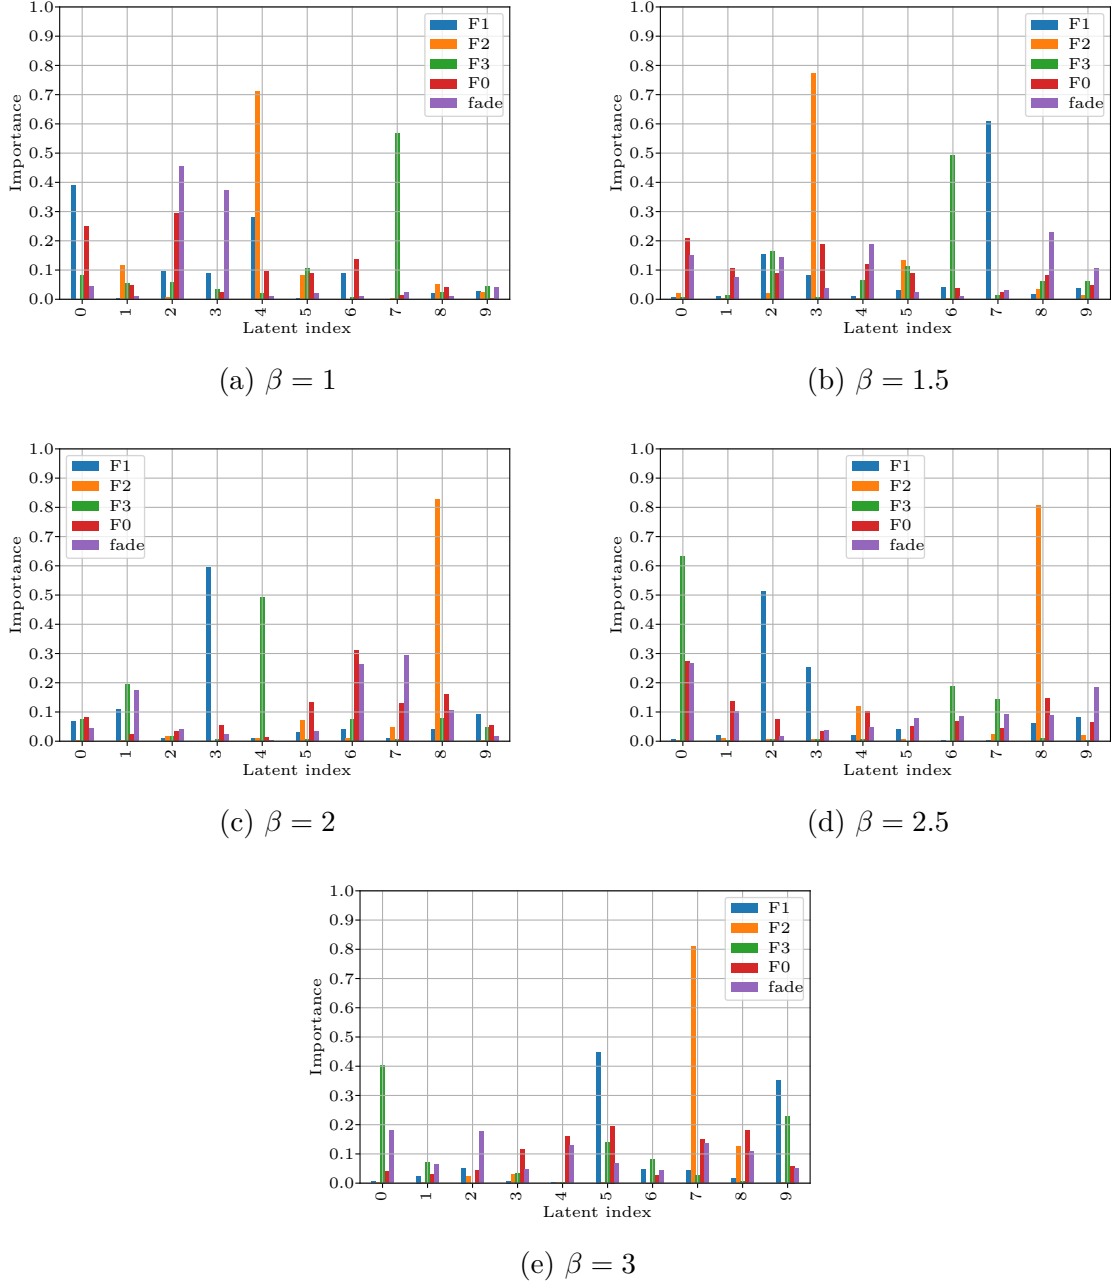 1.0
0.9
0.8
0.7
0.6
0.5
0.4
0.3
0.2
0.1
0.0
Importance
F1
F2
F3
F0
fade
0 1 2 3 4 5 6 7 8 9
Latent index
(a) β = 1
1.0
0.9
0.8
0.7
0.6
0.5
0.4
0.3
0.2
0.1
0.0
Importance
F1
F2
F3
F0
fade
0 1 2 3 4 5 6 7 8 9
Latent index
(b) β = 1.5
1.0
0.9
0.8
0.7
0.6
0.5
0.4
0.3
0.2
0.1
0.0
Importance
F1
F2
F3
F0
fade
0 1 2 3 4 5 6 7 8 9
Latent index
(c) β = 2
1.0
0.9
0.8
0.7
0.6
0.5
0.4
0.3
0.2
0.1
0.0
Importance
F1
F2
F3
F0
fade
0 1 2 3 4 5 6 7 8 9
Latent index
(d) β = 2.5
1.0
0.9
0.8
0.7
0.6
0.5
0.4
0.3
0.2
0.1
0.0
Importance
F1
F2
F3
F0
fade
0 1 2 3 4 5 6 7 8 9
Latent index
(e) β = 3